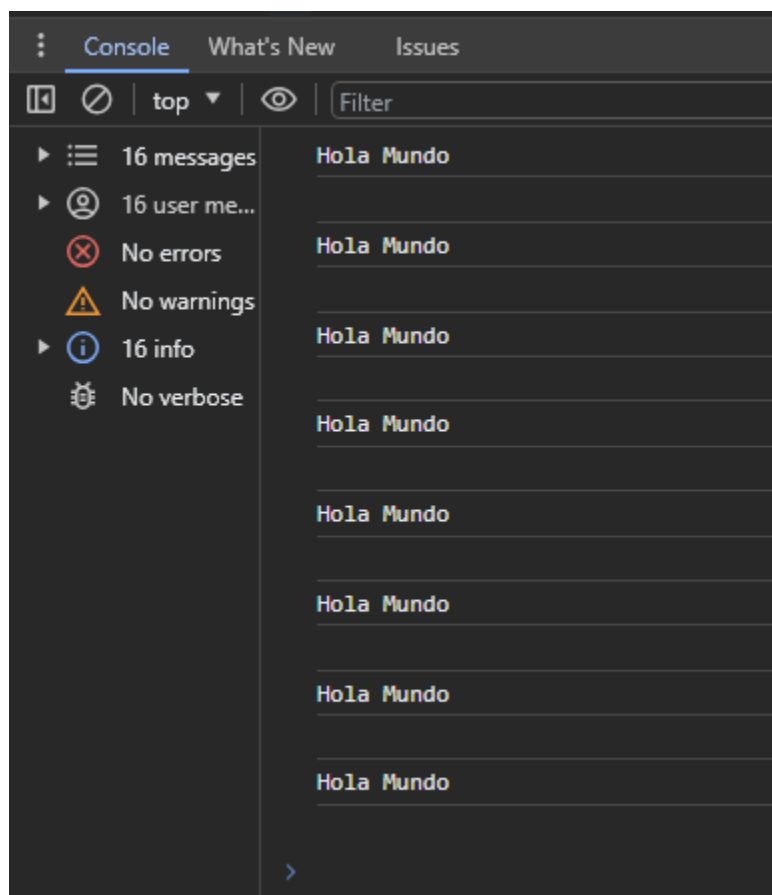 Console What's New Issues
top Filter
16 messages
16 user me...
No errors
No warnings
16 info
No verbose
Hola Mundo
Hola Mundo
Hola Mundo
Hola Mundo
Hola Mundo
Hola Mundo
Hola Mundo
Hola Mundo